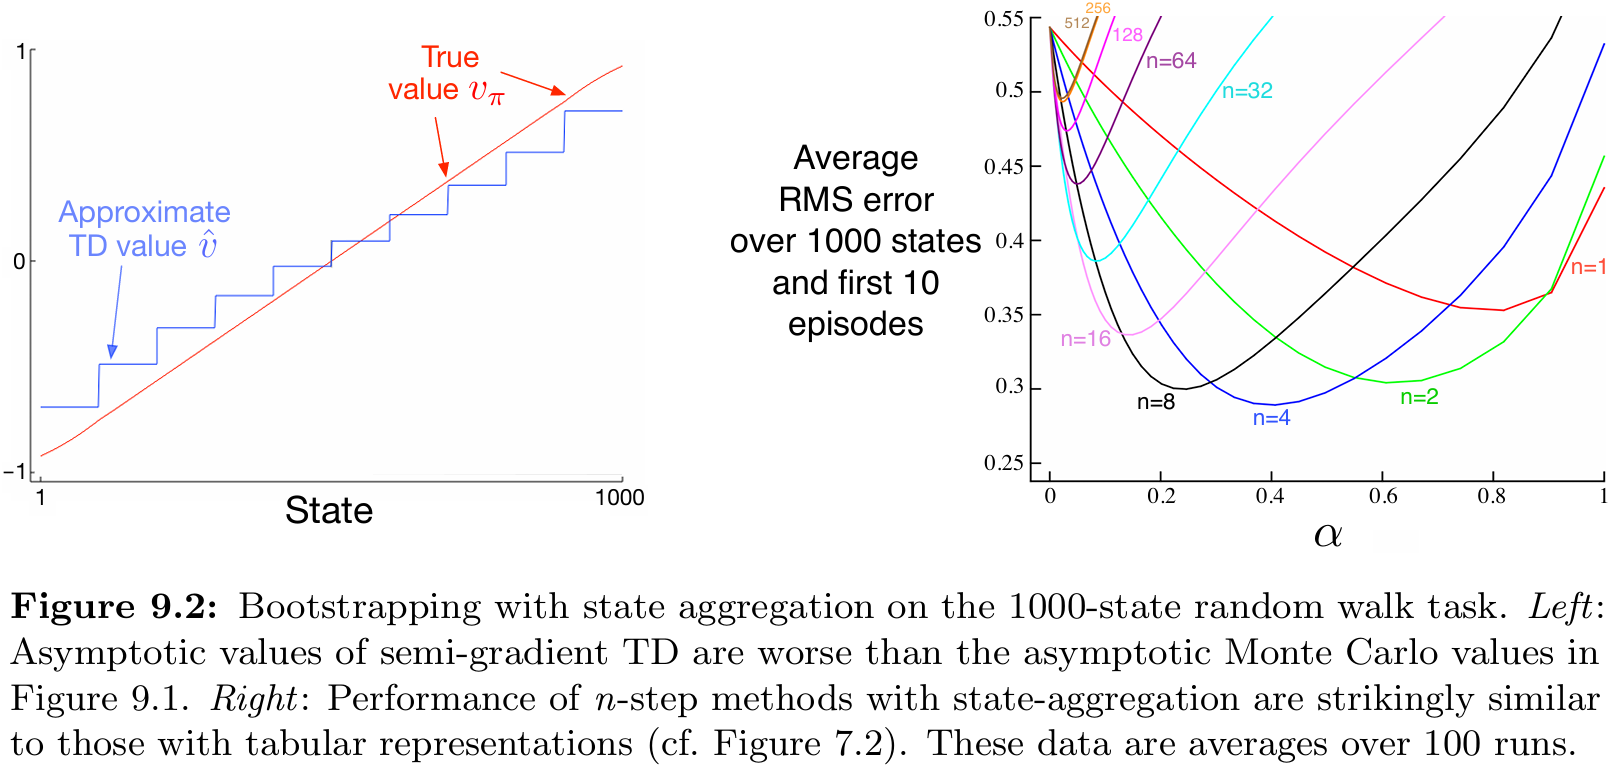 1
0
−1
1
1000
State
True
value vπ
Approximate
TD value v̂
Average
RMS error
over 1000 states
and first 10
episodes
0.55
0.5
0.45
0.4
0.35
0.3
0.25
0
0.2
0.4
0.6
0.8
1
α
256
512
128
n=64
n=32
n=16
n=8
n=4
n=2
n=1
Figure 9.2: Bootstrapping with state aggregation on the 1000-state random walk task. Left:
Asymptotic values of semi-gradient TD are worse than the asymptotic Monte Carlo values in
Figure 9.1. Right: Performance of n-step methods with state-aggregation are strikingly similar
to those with tabular representations (cf. Figure 7.2). These data are averages over 100 runs.